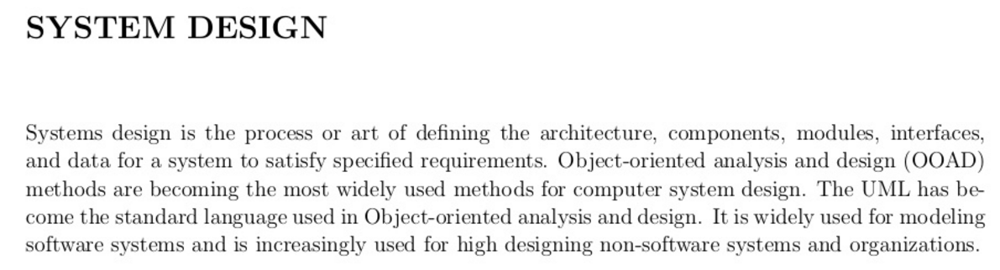 SYSTEM DESIGN
Systems design is the process or art of defining the architecture, components, modules, interfaces,
and data for a system to satisfy specified requirements. Object-oriented analysis and design (OOAD)
methods are becoming the most widely used methods for computer system design. The UML has be-
come the standard language used in Object-oriented analysis and design. It is widely used for modeling
software systems and is increasingly used for high designing non-software systems and organizations.